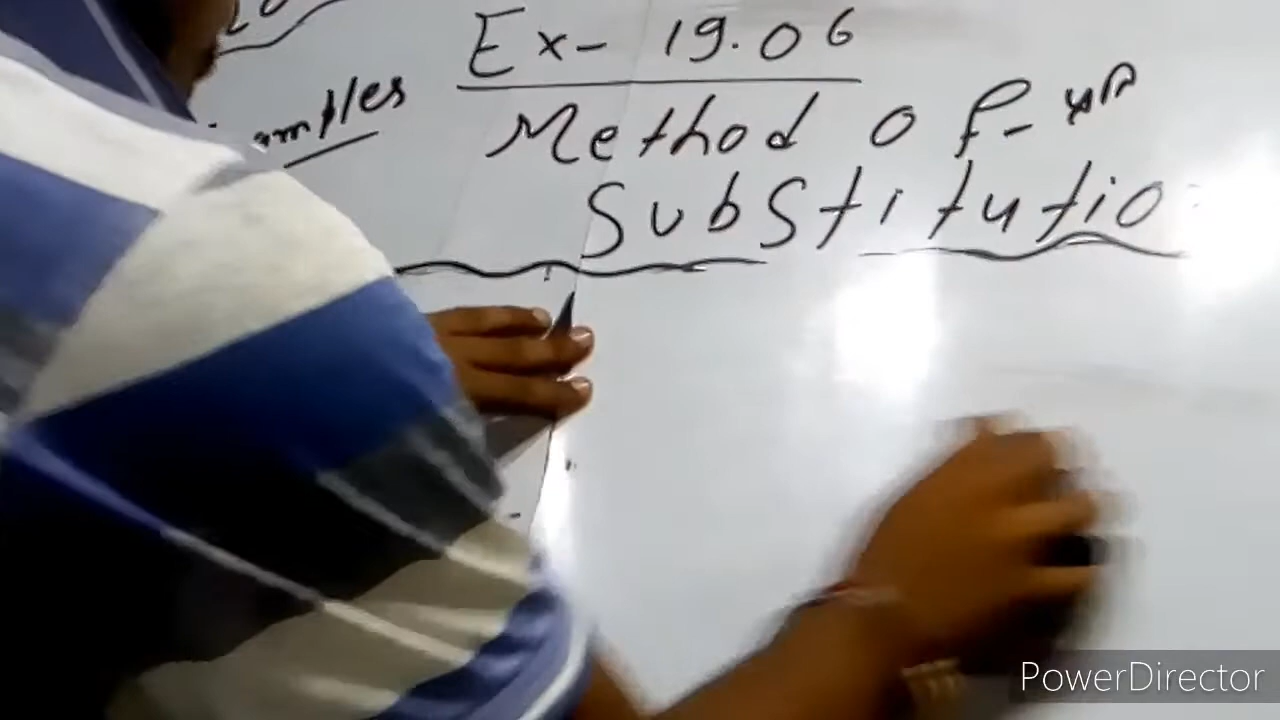 Ex- 19.06
Method of -
Substitutio
PowerDirector